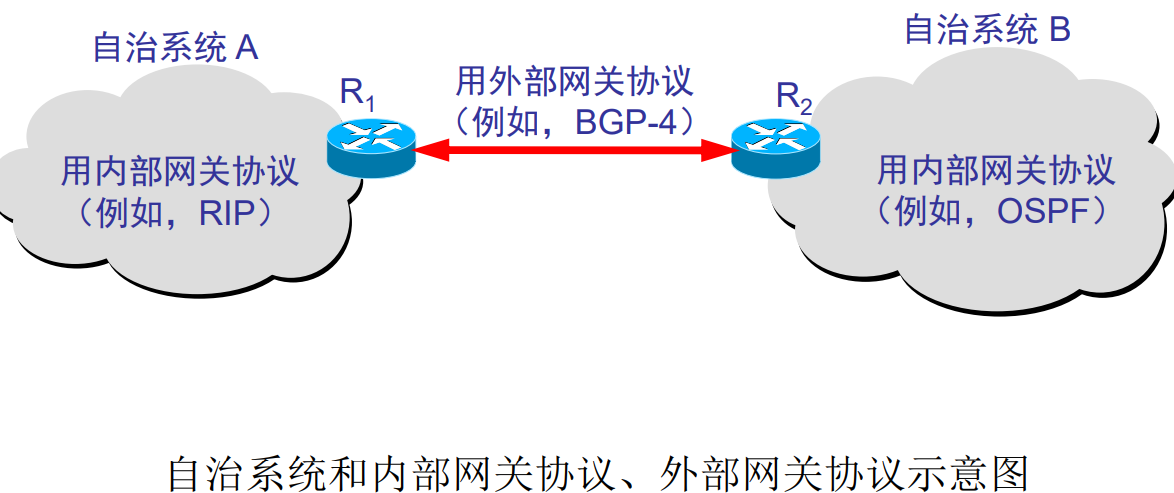 自治系统 A
自治系统 B
R1
用外部网关协议
（例如，BGP-4）
R2
用内部网关协议
（例如，RIP）
用内部网关协议
（例如，OSPF）
自治系统和内部网关协议、外部网关协议示意图